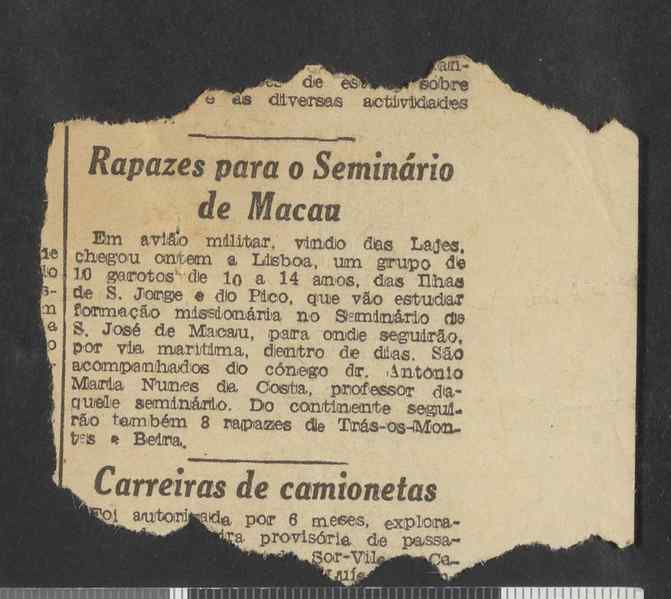 de sobre
e as diversas actividades
Rapazes para o Seminário
de Macau
Em avião militar, vindo das Lajes,
chegou ontem a Lisboa, um grupo de
10 garotos de 10 a 14 anos, das Ilhas
de S. Jorge e do Pico, que vão estudar
formação missionária no Seminário de
S. José de Macau, para onde seguirão,
por via marítima, dentro de dias. São
acompanhados do cónego dr. António
Maria Nunes da Costa, professor da-
quele seminário. Do continente segui-
rão também 8 rapazes de Trás-os-Mon-
tes e Beira.
Carreiras de camionetas
Foi autorizada por 6 meses, explora-
provisória de passa-
Sor-Vila Ca-